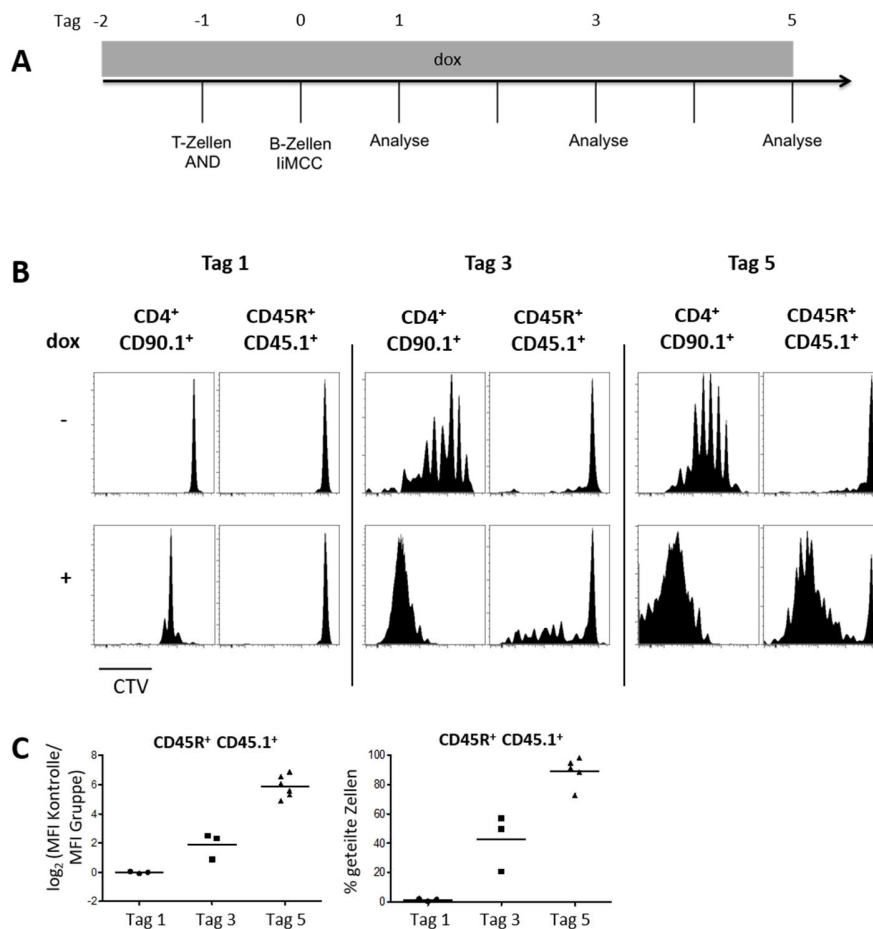 Tag -2 -1 0 1 3 5
A
dox
T-Zellen B-Zellen Analyse Analyse Analyse
AND IiMCC
B
Tag 1 Tag 3 Tag 5
dox
CD4+ CD45R+ CD4+ CD45R+ CD4+ CD45R+
CD90.1+ CD45.1+ CD90.1+ CD45.1+ CD90.1+ CD45.1+
-
+
CTV
C
CD45R+ CD45.1+
log2 (MFI Kontrolle/
MFI Gruppe)
8
6
4
2
0
-2
Tag 1 Tag 3 Tag 5
CD45R+ CD45.1+
% geteilte Zellen
100
80
60
40
20
0
Tag 1 Tag 3 Tag 5